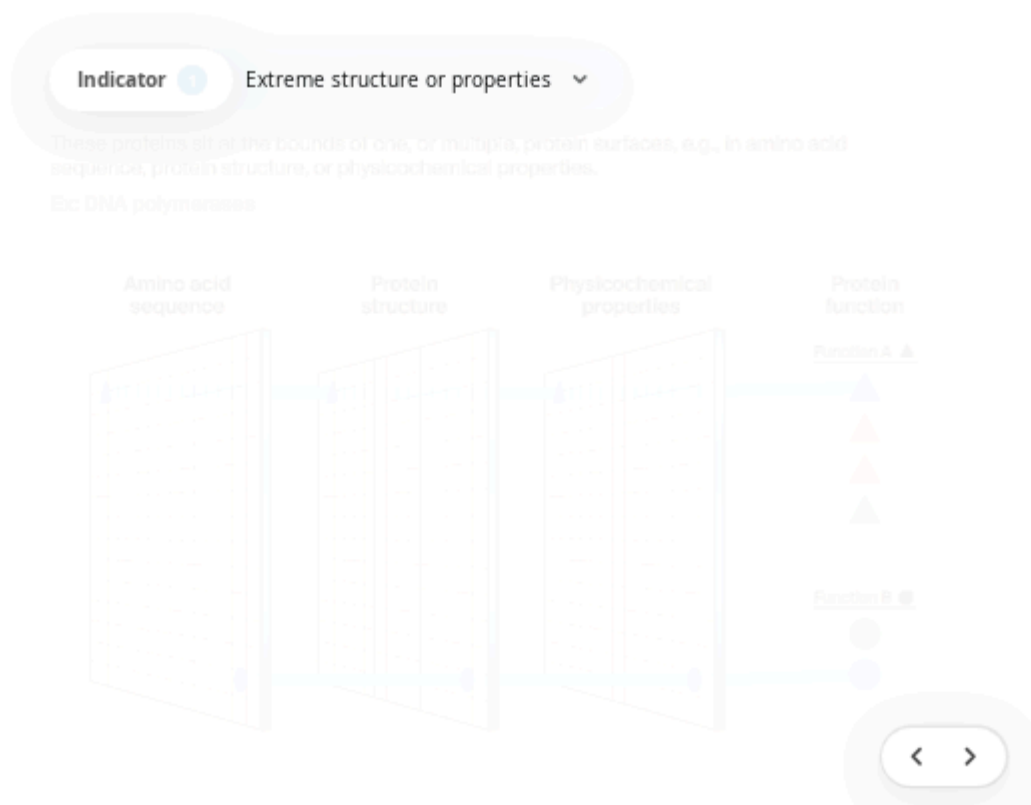 Indicator 1 Extreme structure or properties
These proteins sit at the bounds of one, or multiple, protein surfaces, e.g., in amino acid
sequence, protein structure, or physicochemical properties.
Ex: DNA polymerases
Amino acid
sequence
Protein
structure
Physicochemical
properties
Protein
function
Function A
Function B